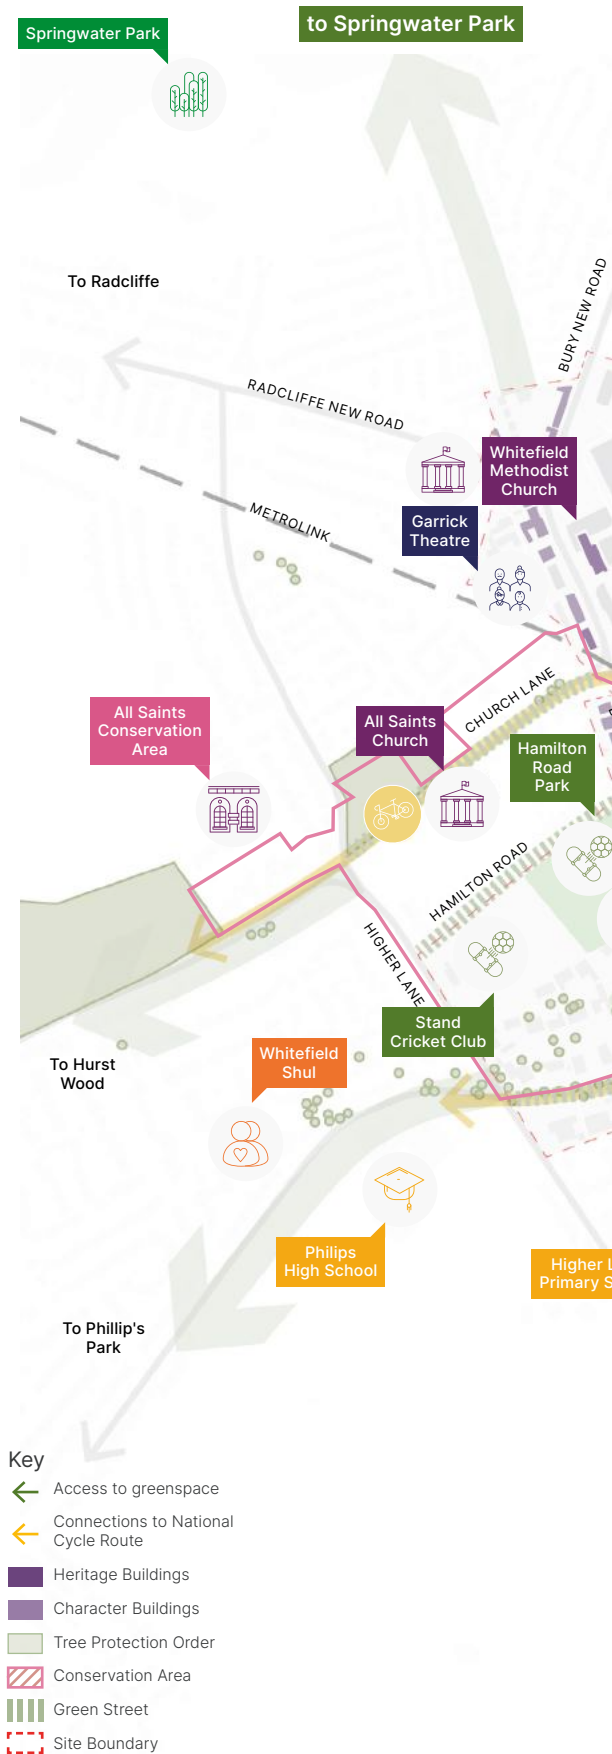 Springwater Park
to Springwater Park
To Radcliffe
BURY NEW ROAD
RADCLIFFE NEW ROAD
Whitefield
Methodist
Church
METROLINK
Garrick
Theatre
CHURCH LANE
All Saints
Conservation
Area
All Saints
Church
Hamilton
Road
Park
HAMILTON ROAD
HIGHER LANE
Stand
Cricket Club
To Hurst
Wood
Whitefield
Shul
Philips
High School
Higher L
Primary S
To Phillip's
Park
Key
Access to greenspace
Connections to National
Cycle Route
Heritage Buildings
Character Buildings
Tree Protection Order
Conservation Area
Green Street
Site Boundary